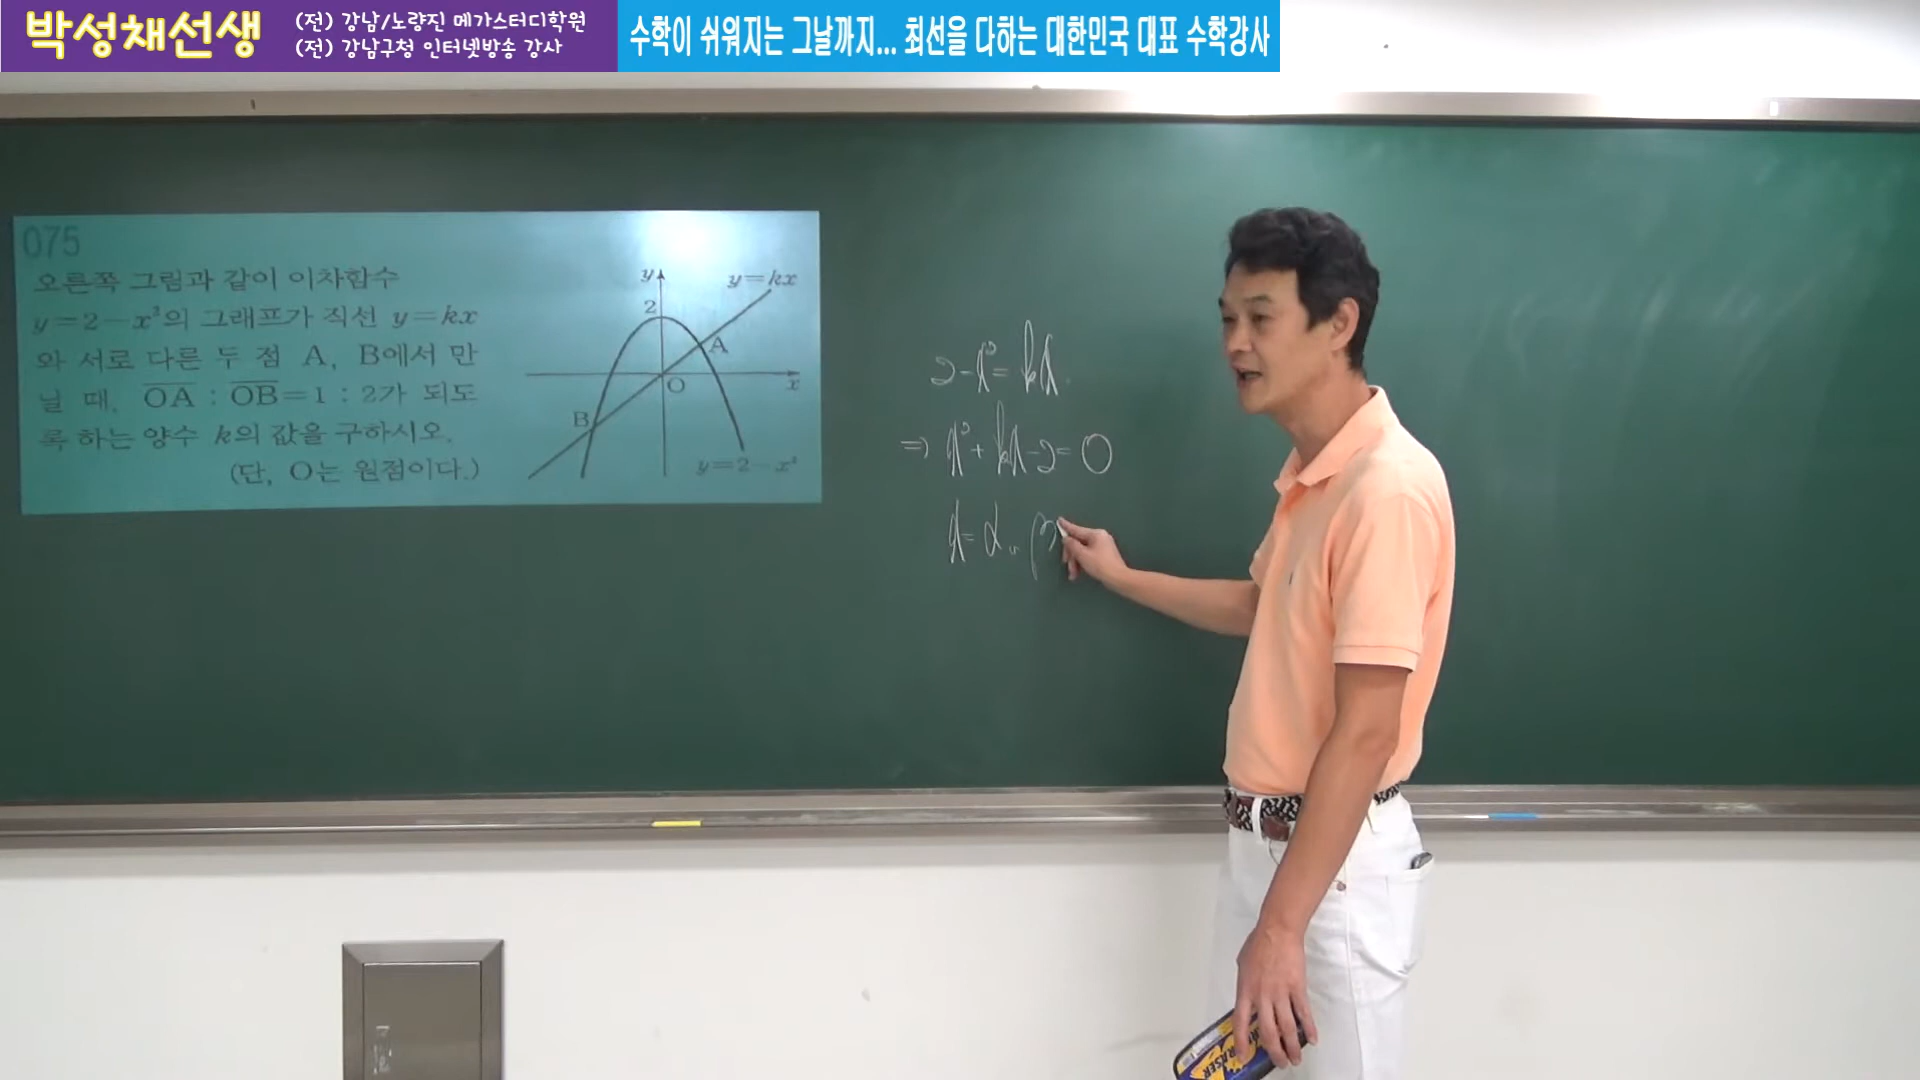 박성채선생
(전) 강남/노량진 메가스터디학원
(전) 강남구청 인터넷방송 강사
수학이 쉬워지는 그날까지... 최선을 다하는 대한민국 대표 수학강사
075
오른쪽 그림과 같이 이차함수
y=2-x²의 그래프가 직선 y=kx
와 서로 다른 두 점 A, B에서 만
날 때, OA : OB=1 : 2가 되도
록 하는 양수 k의 값을 구하시오.
(단, O는 원점이다.)
y
y=kx
2
A
O
x
B
y=2-x²
2-x²=kx.
⇒ x²+kx-2=0
x=α, β